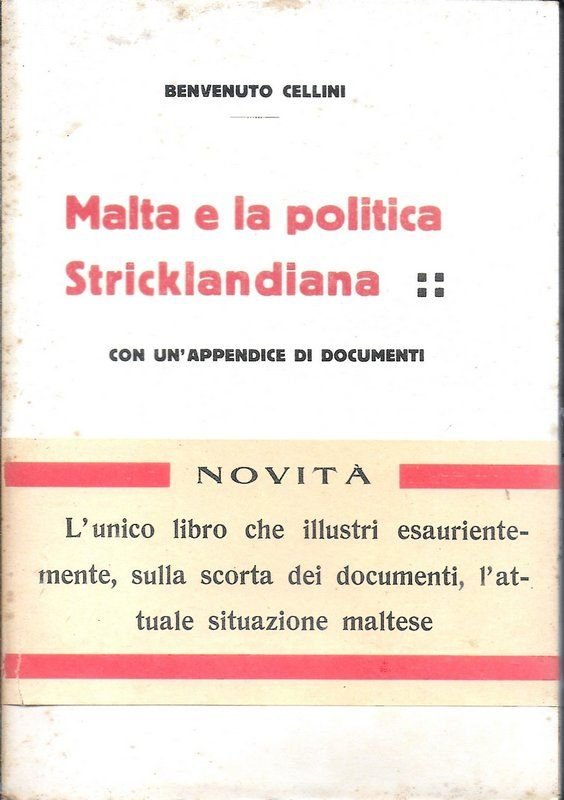 BENVENUTO CELLINI
Malta e la politica
Stricklandiana
CON UN'APPENDICE DI DOCUMENTI
NOVITÀ
L'unico libro che illustri esauriente-
mente, sulla scorta dei documenti, l'at-
tuale situazione maltese